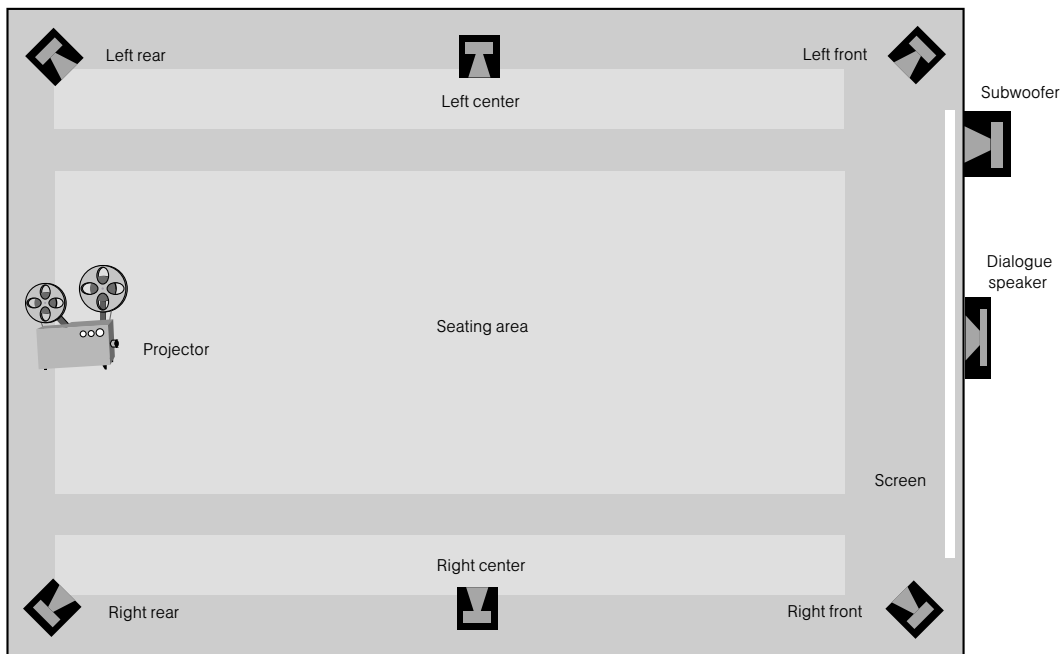 Left rear
Left front
Left center
Subwoofer
Dialogue
speaker
Seating area
Projector
Screen
Right center
Right rear
Right front